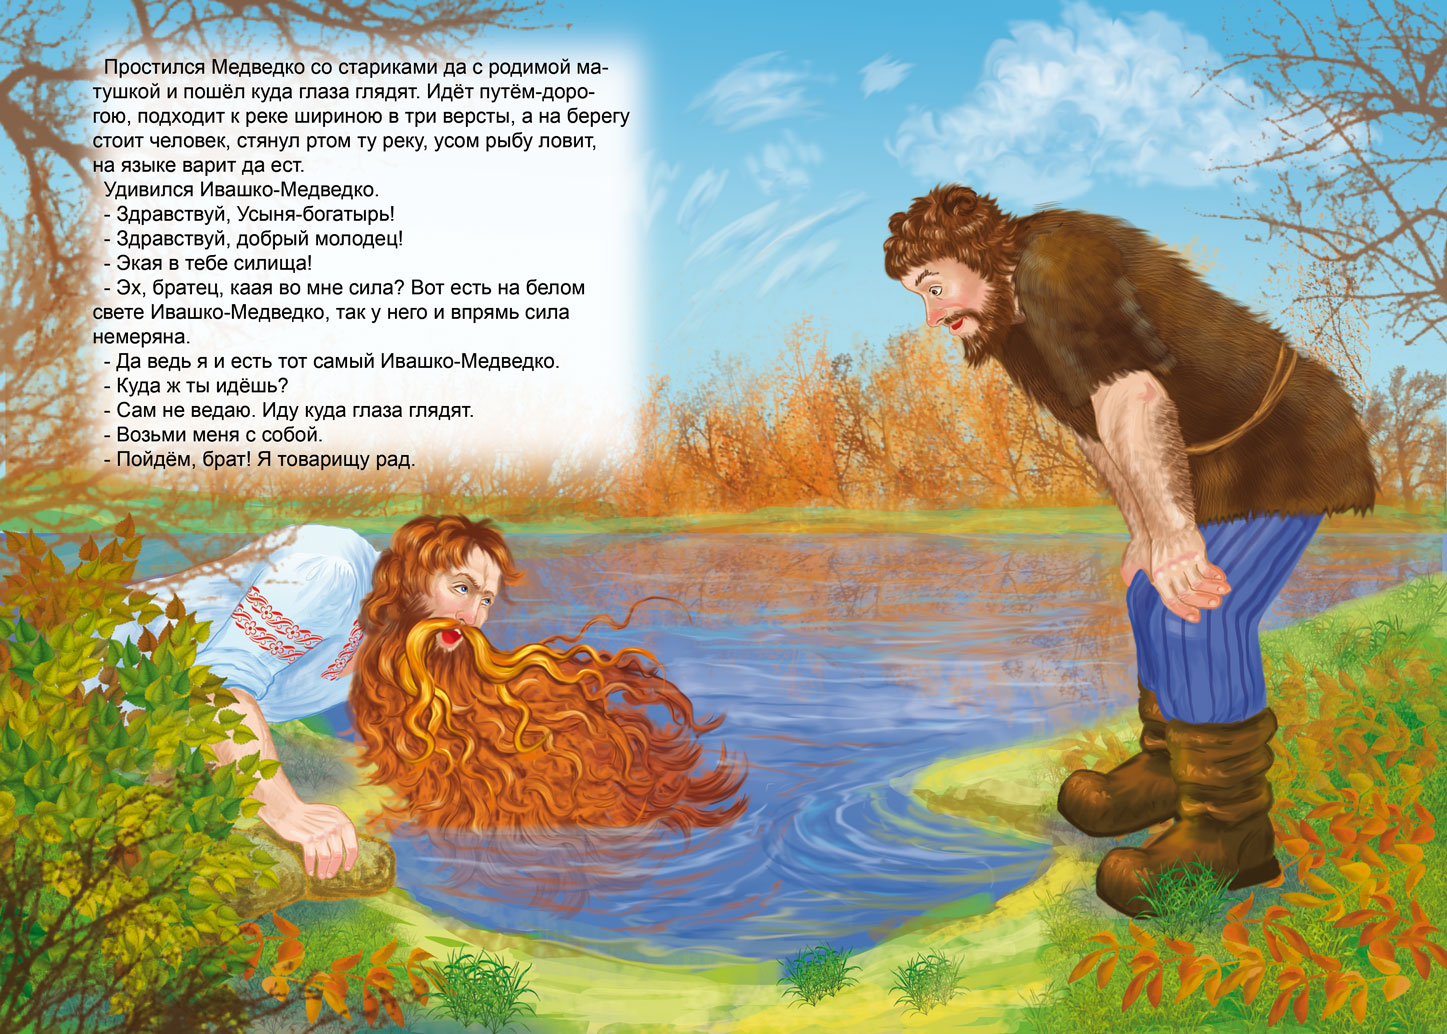 Простился Медведко со стариками да с родимой ма-
тушкой и пошёл куда глаза глядят. Идёт путём-доро-
гою, подходит к реке шириною в три версты, а на берегу
стоит человек, стянул ртом ту реку, усом рыбу ловит,
на языке варит да ест.
Удивился Ивашко-Медведко.
- Здравствуй, Усыня-богатырь!
- Здравствуй, добрый молодец!
- Экая в тебе силища!
- Эх, братец, каая во мне сила? Вот есть на белом
свете Ивашко-Медведко, так у него и впрямь сила
немеряна.
- Да ведь я и есть тот самый Ивашко-Медведко.
- Куда ж ты идёшь?
- Сам не ведаю. Иду куда глаза глядят.
- Возьми меня с собой.
- Пойдём, брат! Я товарищу рад.